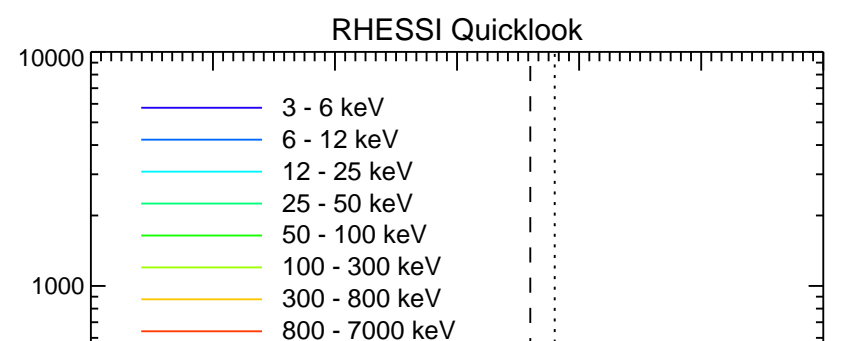 RHESSI Quicklook
10000
3 - 6 keV
6 - 12 keV
12 - 25 keV
25 - 50 keV
50 - 100 keV
100 - 300 keV
1000
300 - 800 keV
800 - 7000 keV